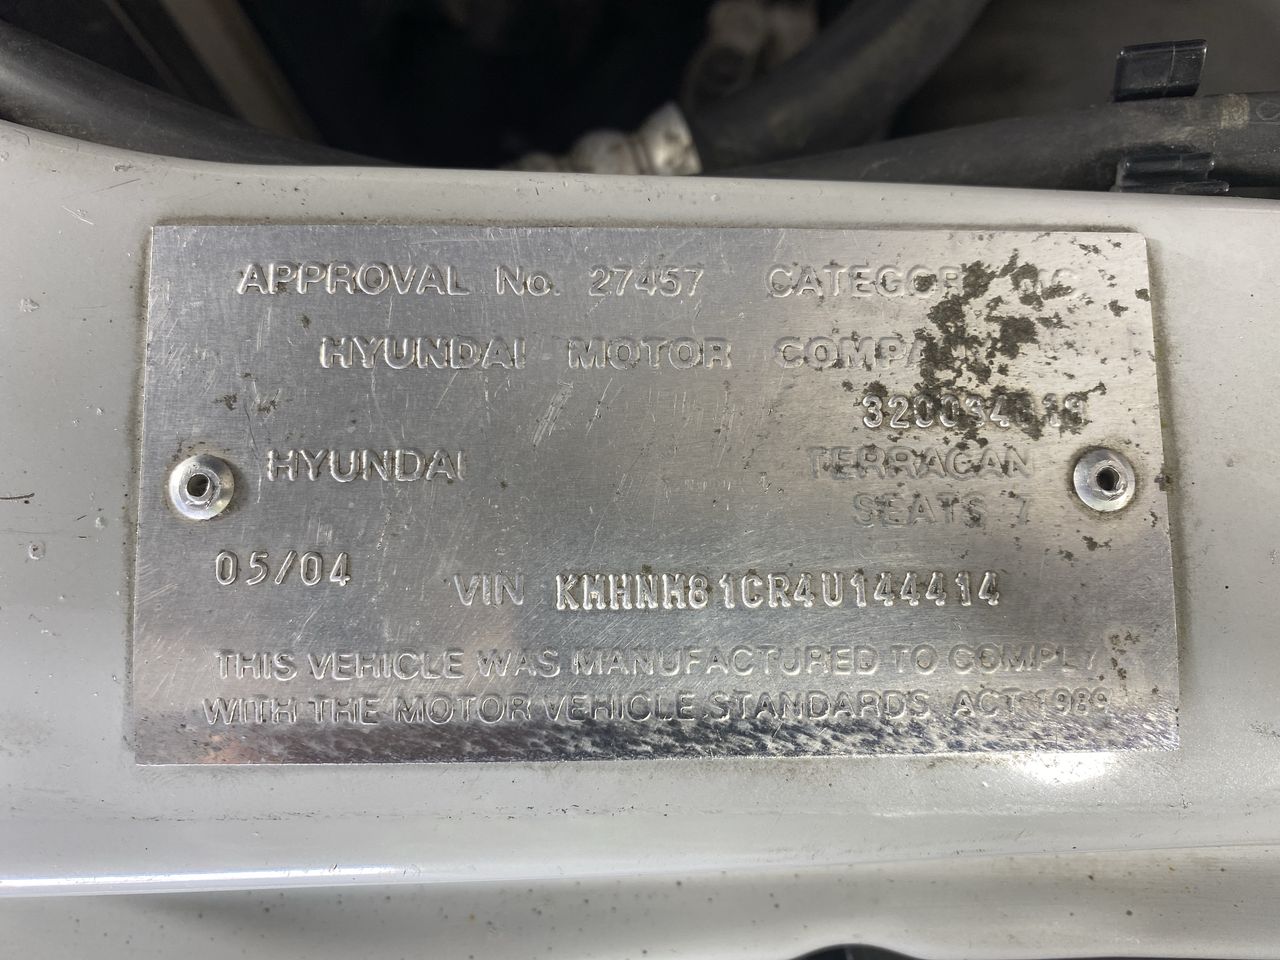 APPROVAL No. 27457
HYUNDAI MOTOR
HYUNDAI TERRACAN
SEATS 7
05/04 VIN KMHNM81CR4U144414
THIS VEHICLE WAS MANUFACTURED TO COMPLY
WITH THE MOTOR VEHICLE STANDARDS ACT 1989